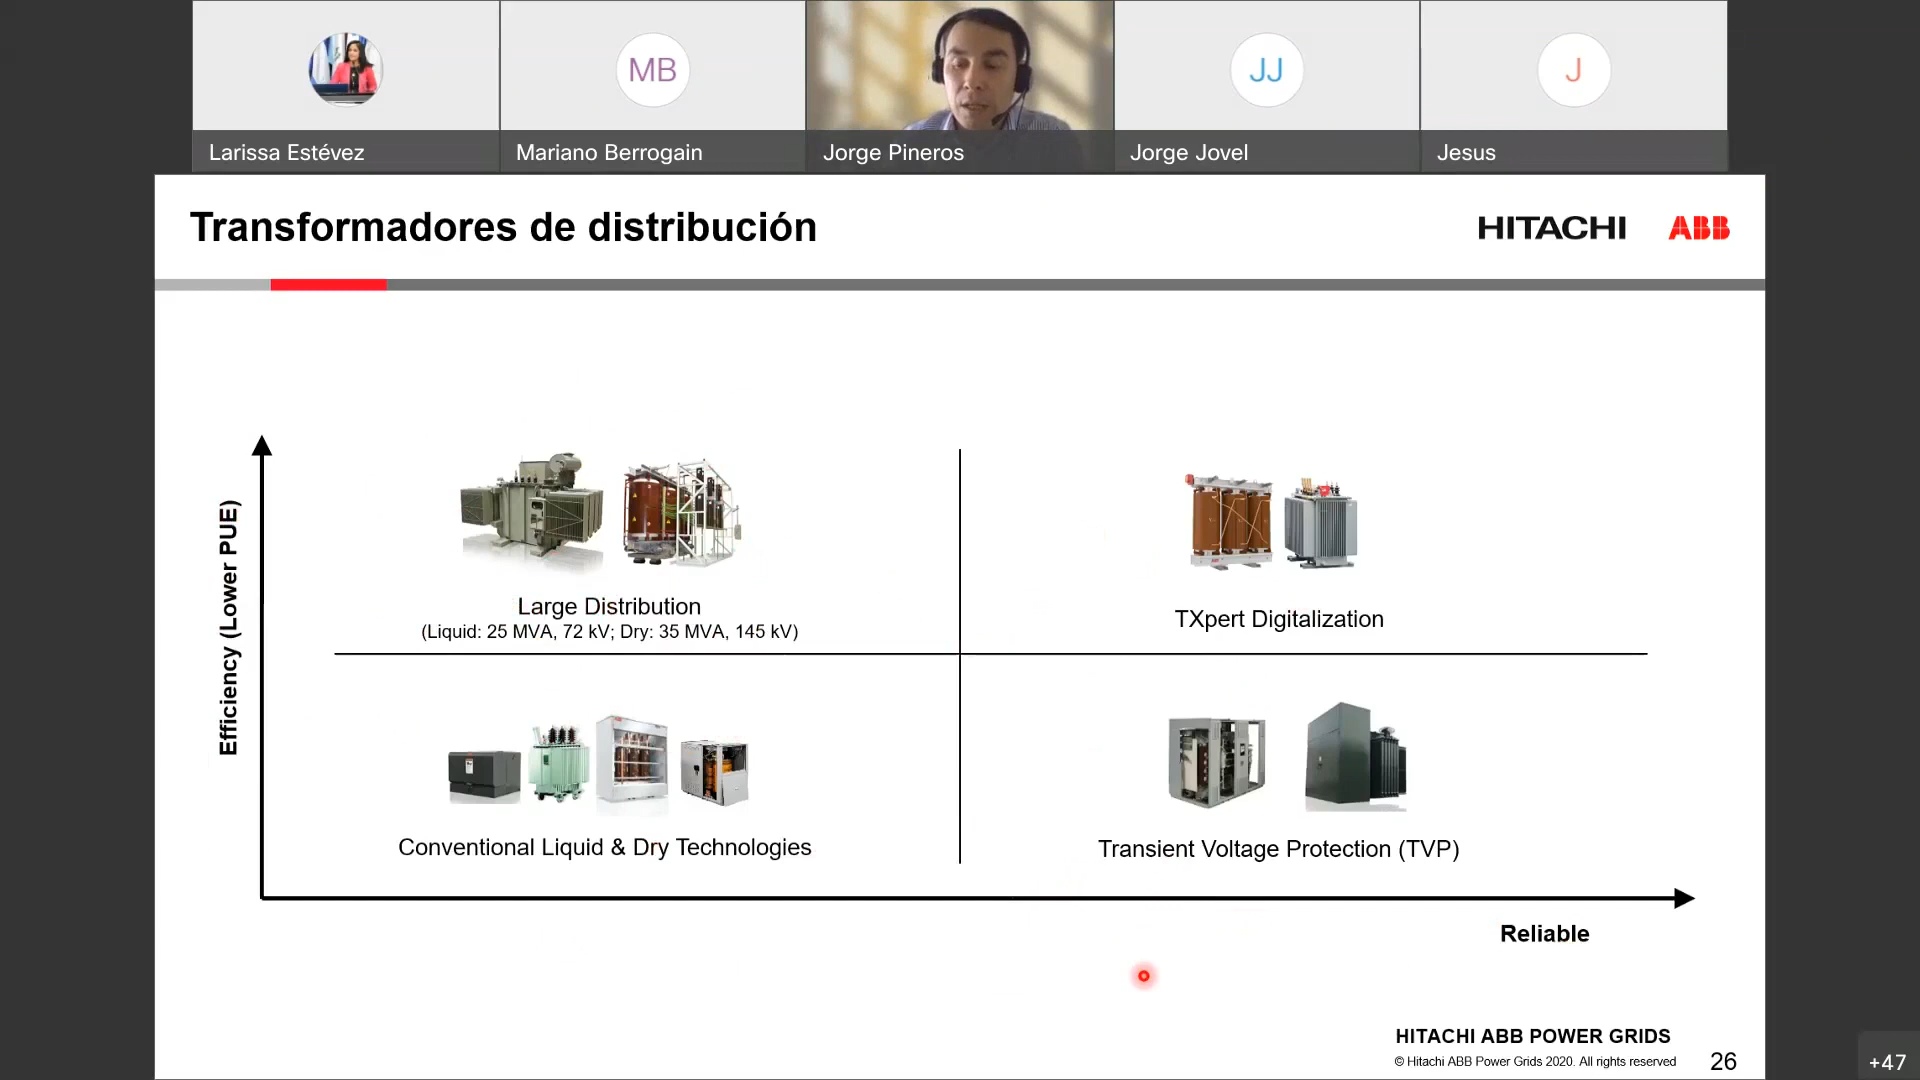 MB
JJ
J
Larissa Estévez
Mariano Berrogain
Jorge Pineros
Jorge Jovel
Jesus
Transformadores de distribución
HITACHI ABB
Efficiency (Lower PUE)
Large Distribution
(Liquid: 25 MVA, 72 kV; Dry: 35 MVA, 145 kV)
TXpert Digitalization
Conventional Liquid & Dry Technologies
Transient Voltage Protection (TVP)
Reliable
HITACHI ABB POWER GRIDS
© Hitachi ABB Power Grids 2020. All rights reserved
26
+47